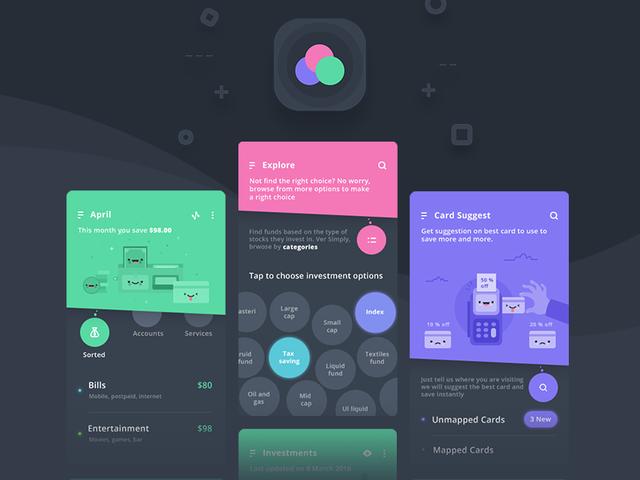 April
This month you save $98.00
Sorted
Accounts
Services
Bills
$80
Mobile, postpaid, internet
Entertainment
$98
Movies, games, bar
Explore
Not find the right choice? No worry,
browse from more options to make
a right choice
Find funds based on the type of
stocks they invest in. Ver Simply,
brwose by categories
Tap to choose investment options
asteri
Large
cap
Small
cap
Index
ruid
fund
Tax
saving
Liquid
fund
Textiles
fund
Oil and
gas
Mid
cap
UI liquid
Investments
Last updated on 8 March 2016
Card Suggest
Get suggestion on best card to use to
save more and more.
50 %
off
10 % off
20 % off
Just tell us where you are visiting
we will suggest the best card and
save instantly
Unmapped Cards
3 New
Mapped Cards